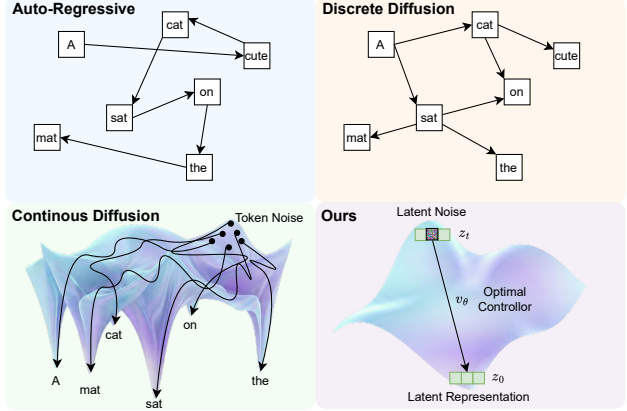 Auto-Regressive
A
cat
cute
sat
on
mat
the
Discrete Diffusion
A
cat
cute
on
sat
mat
the
Continous Diffusion
Token Noise
A
mat
cat
sat
on
the
Ours
Latent Noise
z_t
v_θ
Optimal
Controllor
z_0
Latent Representation